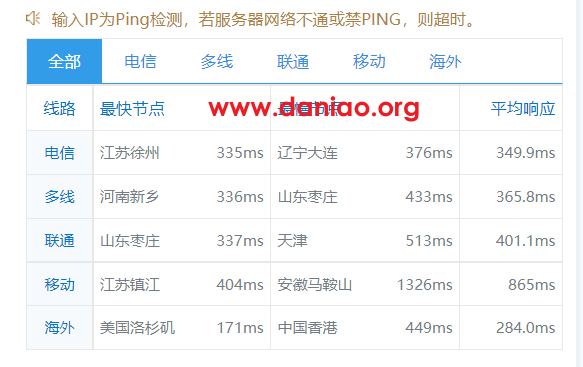 输入IP为Ping检测，若服务器网络不通或禁PING，则超时。
全部 电信 多线 联通 移动 海外
线路 最快节点 最慢节点 平均响应
www.daniao.org
电信 江苏徐州 335ms 辽宁大连 376ms 349.9ms
多线 河南新乡 336ms 山东枣庄 433ms 365.8ms
联通 山东枣庄 337ms 天津 513ms 401.1ms
移动 江苏镇江 404ms 安徽马鞍山 1326ms 865ms
海外 美国洛杉矶 171ms 中国香港 449ms 284.0ms